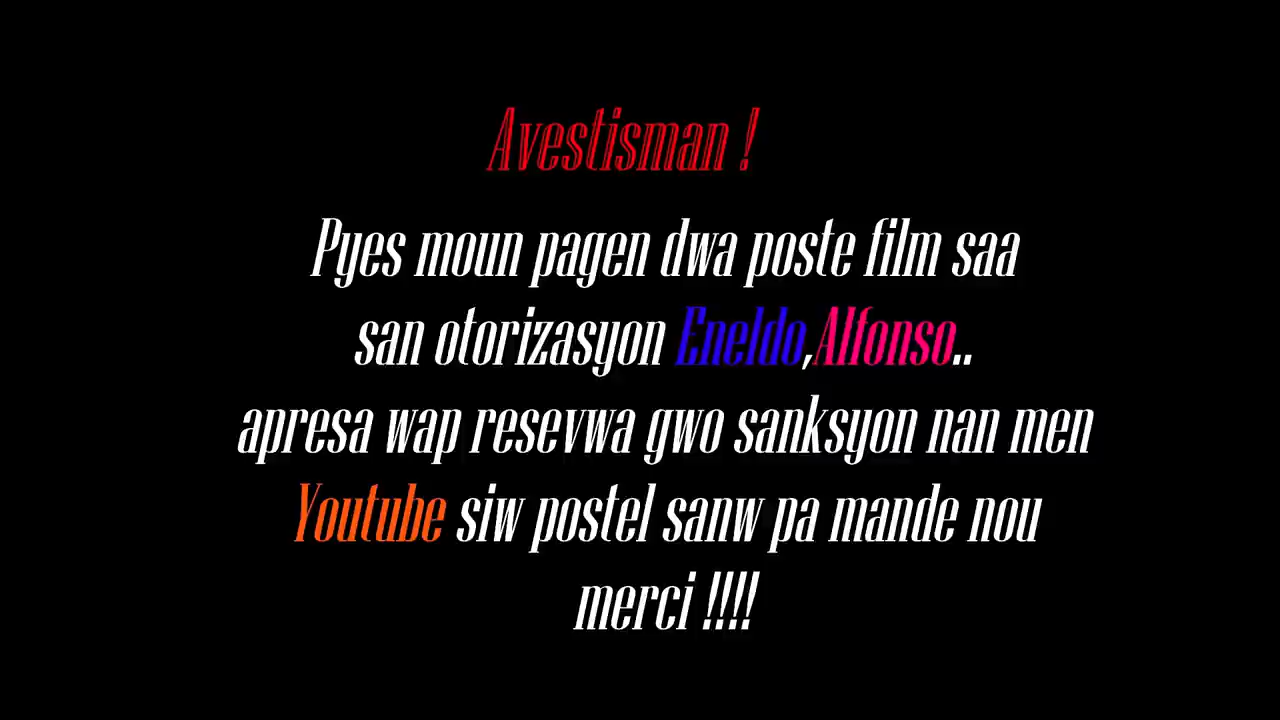 Avestisman !
Pyes moun pagen dwa poste film saa
san otorizasyon Eneldo,Alfonso..
apresa wap resevwa gwo sanksyon nan men
Youtube siw postel sanw pa mande nou
merci !!!!